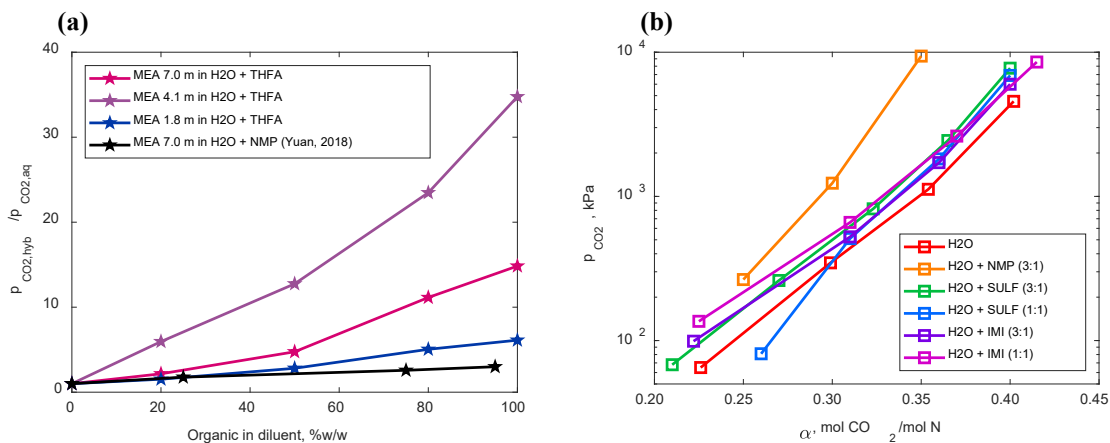 (a)
40
30
20
10
0
p CO2,hyb /p CO2,aq
MEA 7.0 m in H2O + THFA
MEA 4.1 m in H2O + THFA
MEA 1.8 m in H2O + THFA
MEA 7.0 m in H2O + NMP (Yuan, 2018)
0 20 40 60 80 100
Organic in diluent, %w/w
(b)
10 4
10 3
10 2
p CO2 , kPa
H2O
H2O + NMP (3:1)
H2O + SULF (3:1)
H2O + SULF (1:1)
H2O + IMI (3:1)
H2O + IMI (1:1)
0.20 0.25 0.30 0.35 0.40 0.45
α, mol CO 2 /mol N